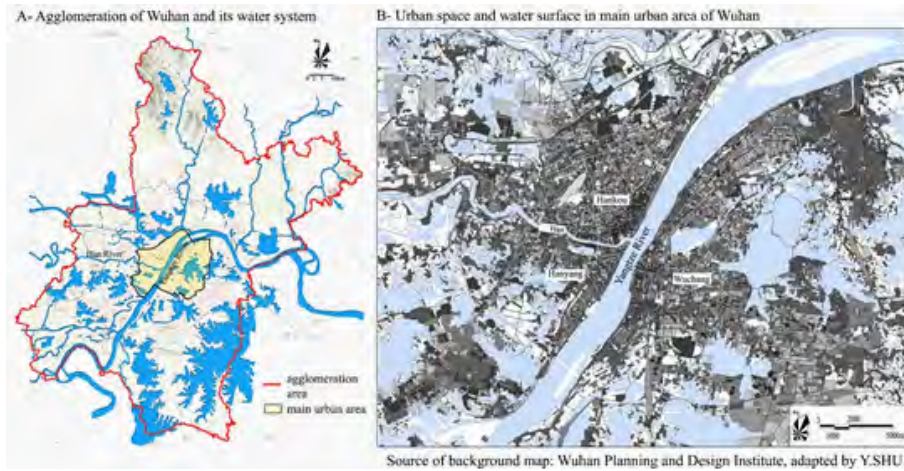 A- Agglomeration of Wuhan and its water system
Han River
agglomeration
area
main urban area
B- Urban space and water surface in main urban area of Wuhan
Hankou
Han
Hanyang
Yangtze River
Wuchang
Source of background map: Wuhan Planning and Design Institute, adapted by Y.SHU